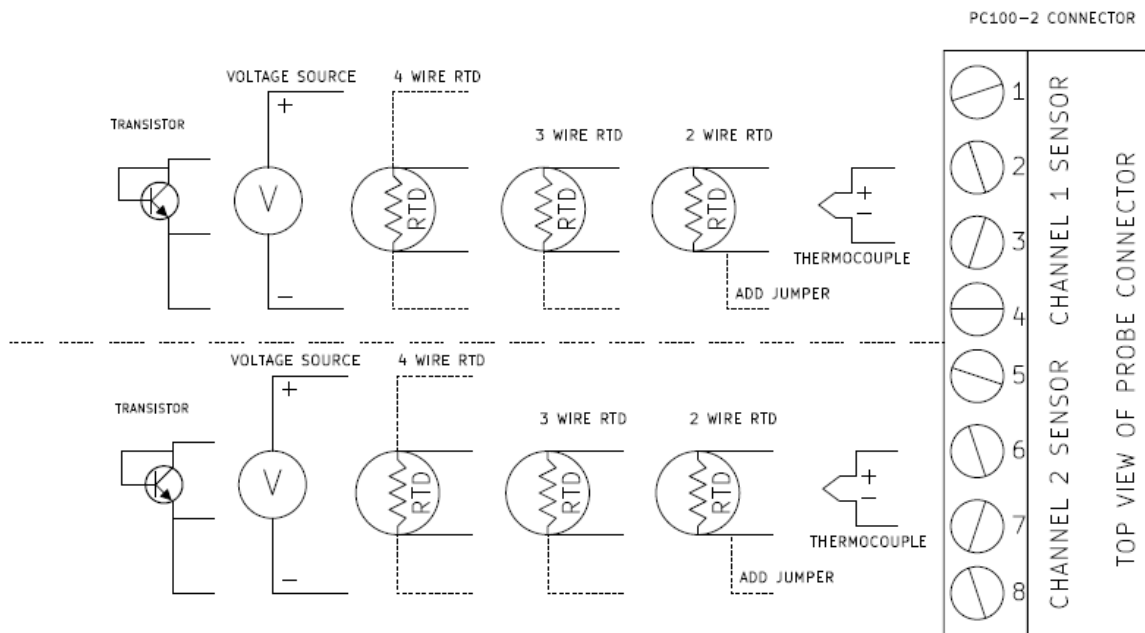 PC100-2 CONNECTOR
VOLTAGE SOURCE
4 WIRE RTD
TRANSISTOR
3 WIRE RTD
2 WIRE RTD
+
V
RTD
RTD
RTD
+
−
THERMOCOUPLE
−
ADD JUMPER
VOLTAGE SOURCE
4 WIRE RTD
+
TRANSISTOR
3 WIRE RTD
2 WIRE RTD
V
RTD
RTD
RTD
+
−
THERMOCOUPLE
−
ADD JUMPER
1
2
3
4
5
6
7
8
CHANNEL 1 SENSOR
CHANNEL 2 SENSOR
TOP VIEW OF PROBE CONNECTOR